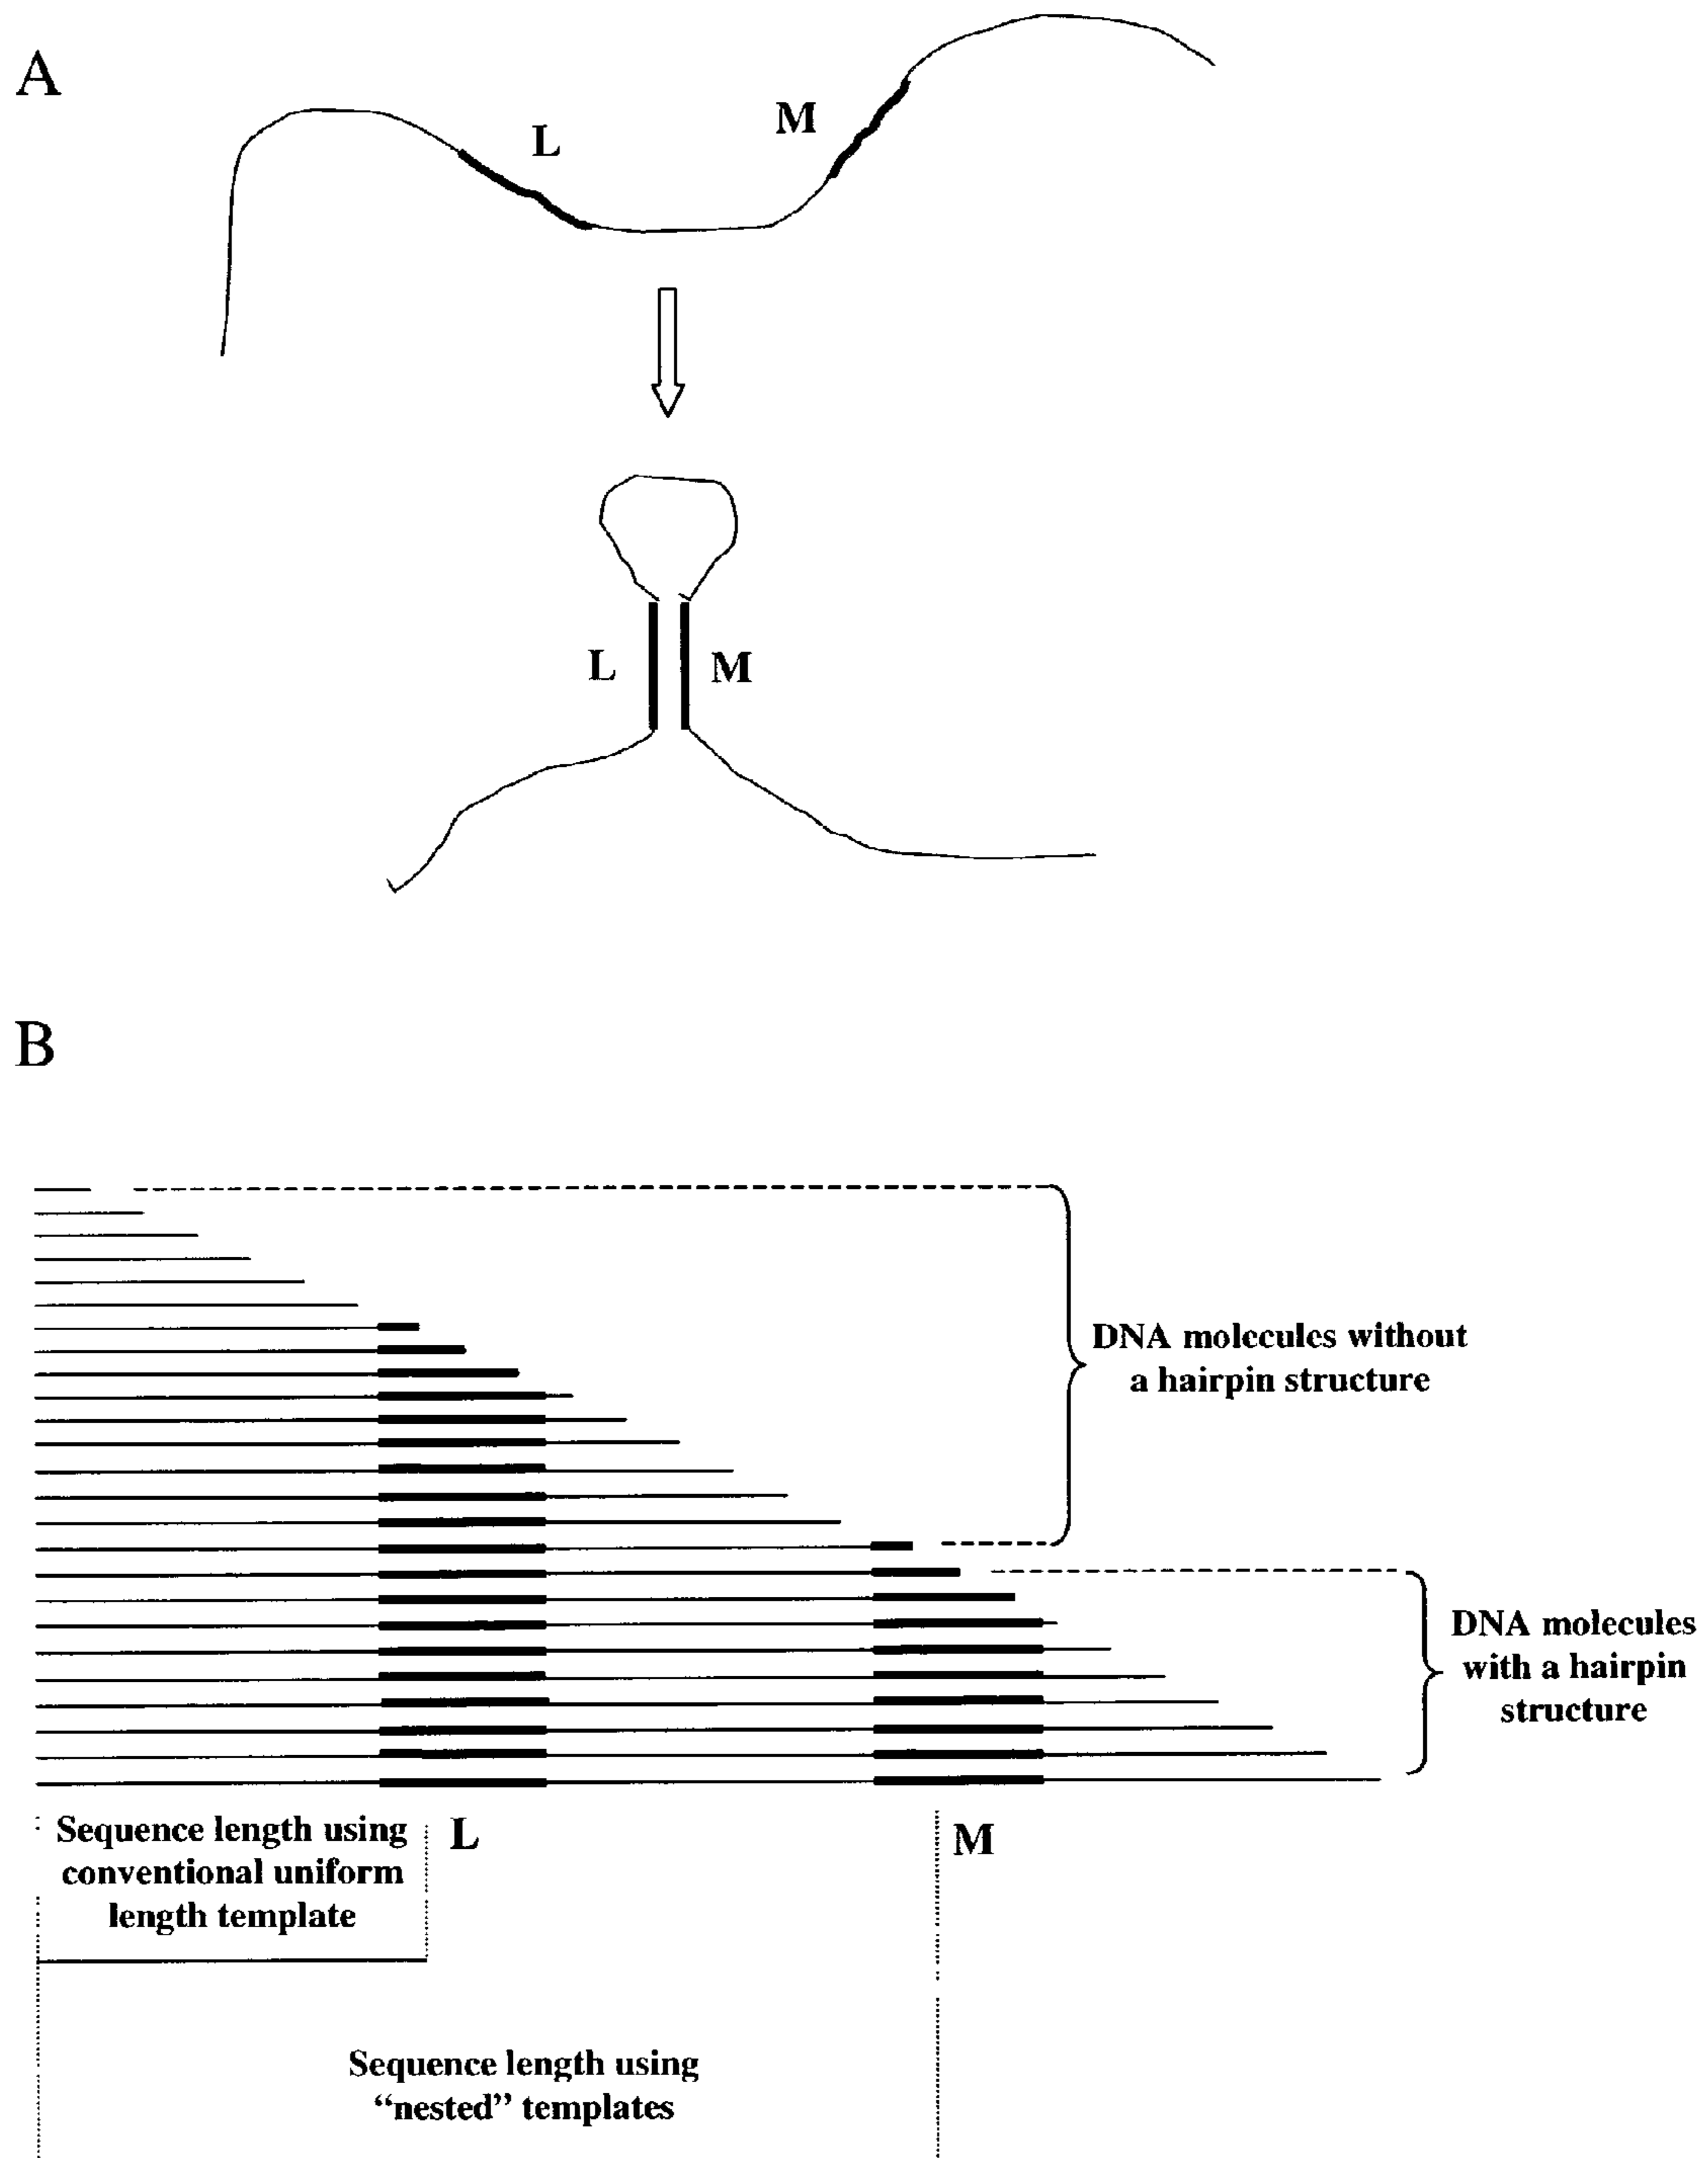 A
L
M
L
M
B
DNA molecules without
a hairpin structure
DNA molecules
with a hairpin
structure
Sequence length using
conventional uniform
length template
L
M
Sequence length using
“nested” templates